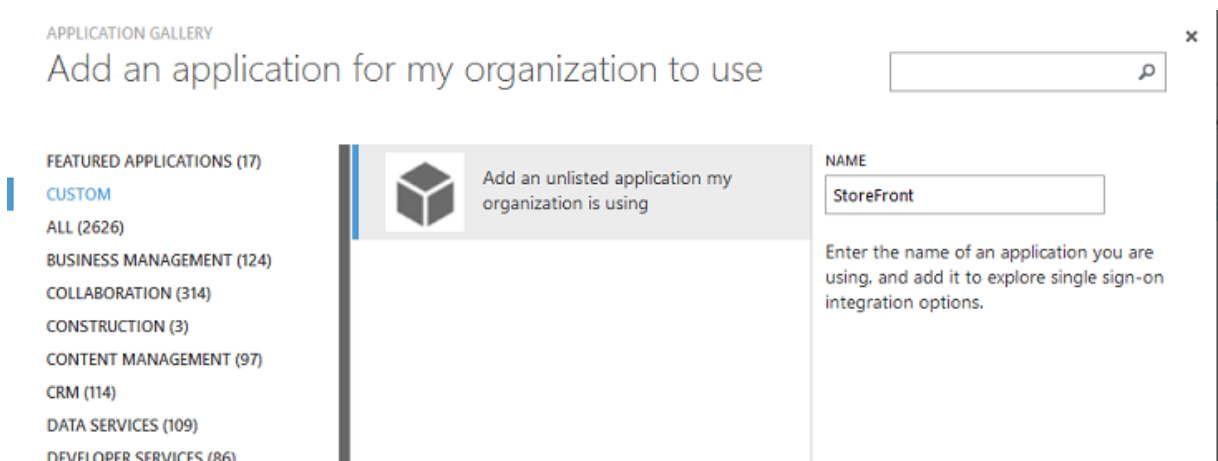 APPLICATION GALLERY
Add an application for my organization to use
FEATURED APPLICATIONS (17)
CUSTOM
ALL (2626)
BUSINESS MANAGEMENT (124)
COLLABORATION (314)
CONSTRUCTION (3)
CONTENT MANAGEMENT (97)
CRM (114)
DATA SERVICES (109)
DEVELOPER SERVICES (86)
Add an unlisted application my
organization is using
NAME
StoreFront
Enter the name of an application you are
using, and add it to explore single sign-on
integration options.